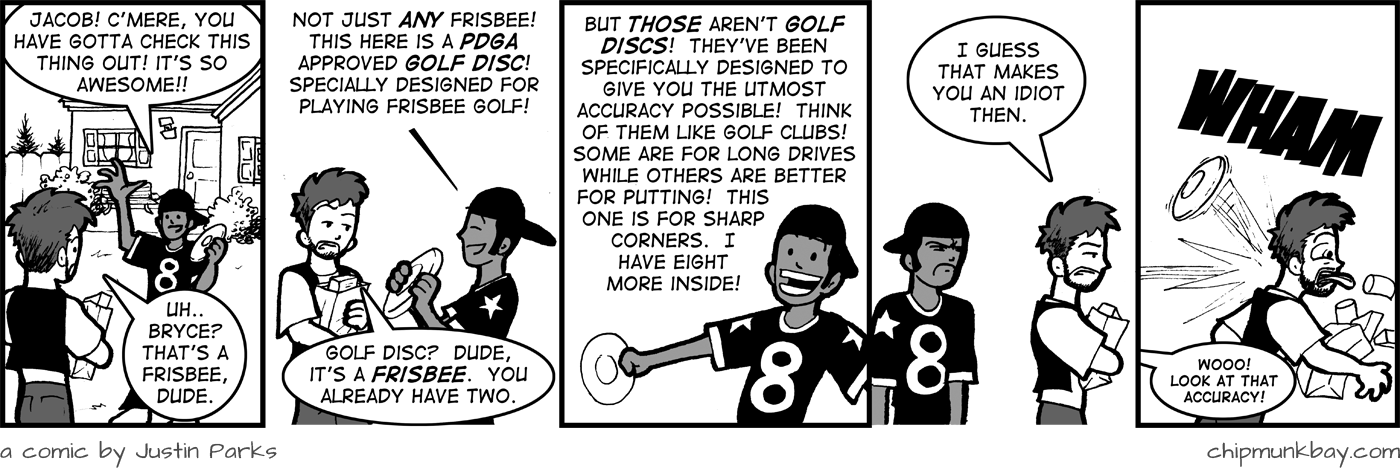 JACOB! C'MERE, YOU
HAVE GOTTA CHECK THIS
THING OUT! IT'S SO
AWESOME!!
UH..
BRYCE?
THAT'S A
FRISBEE,
DUDE.
NOT JUST ANY FRISBEE!
THIS HERE IS A PDGA
APPROVED GOLF DISC!
SPECIALLY DESIGNED FOR
PLAYING FRISBEE GOLF!
GOLF DISC? DUDE,
IT'S A FRISBEE. YOU
ALREADY HAVE TWO.
BUT THOSE AREN'T GOLF
DISCS! THEY'VE BEEN
SPECIFICALLY DESIGNED TO
GIVE YOU THE UTMOST
ACCURACY POSSIBLE! THINK
OF THEM LIKE GOLF CLUBS!
SOME ARE FOR LONG DRIVES
WHILE OTHERS ARE BETTER
FOR PUTTING! THIS
ONE IS FOR SHARP
CORNERS. I
HAVE EIGHT
MORE INSIDE!
I GUESS
THAT MAKES
YOU AN IDIOT
THEN.
WHAM
WOOO!
LOOK AT THAT
ACCURACY!
8
8
8
a comic by Justin Parks
chipmunkbay.com